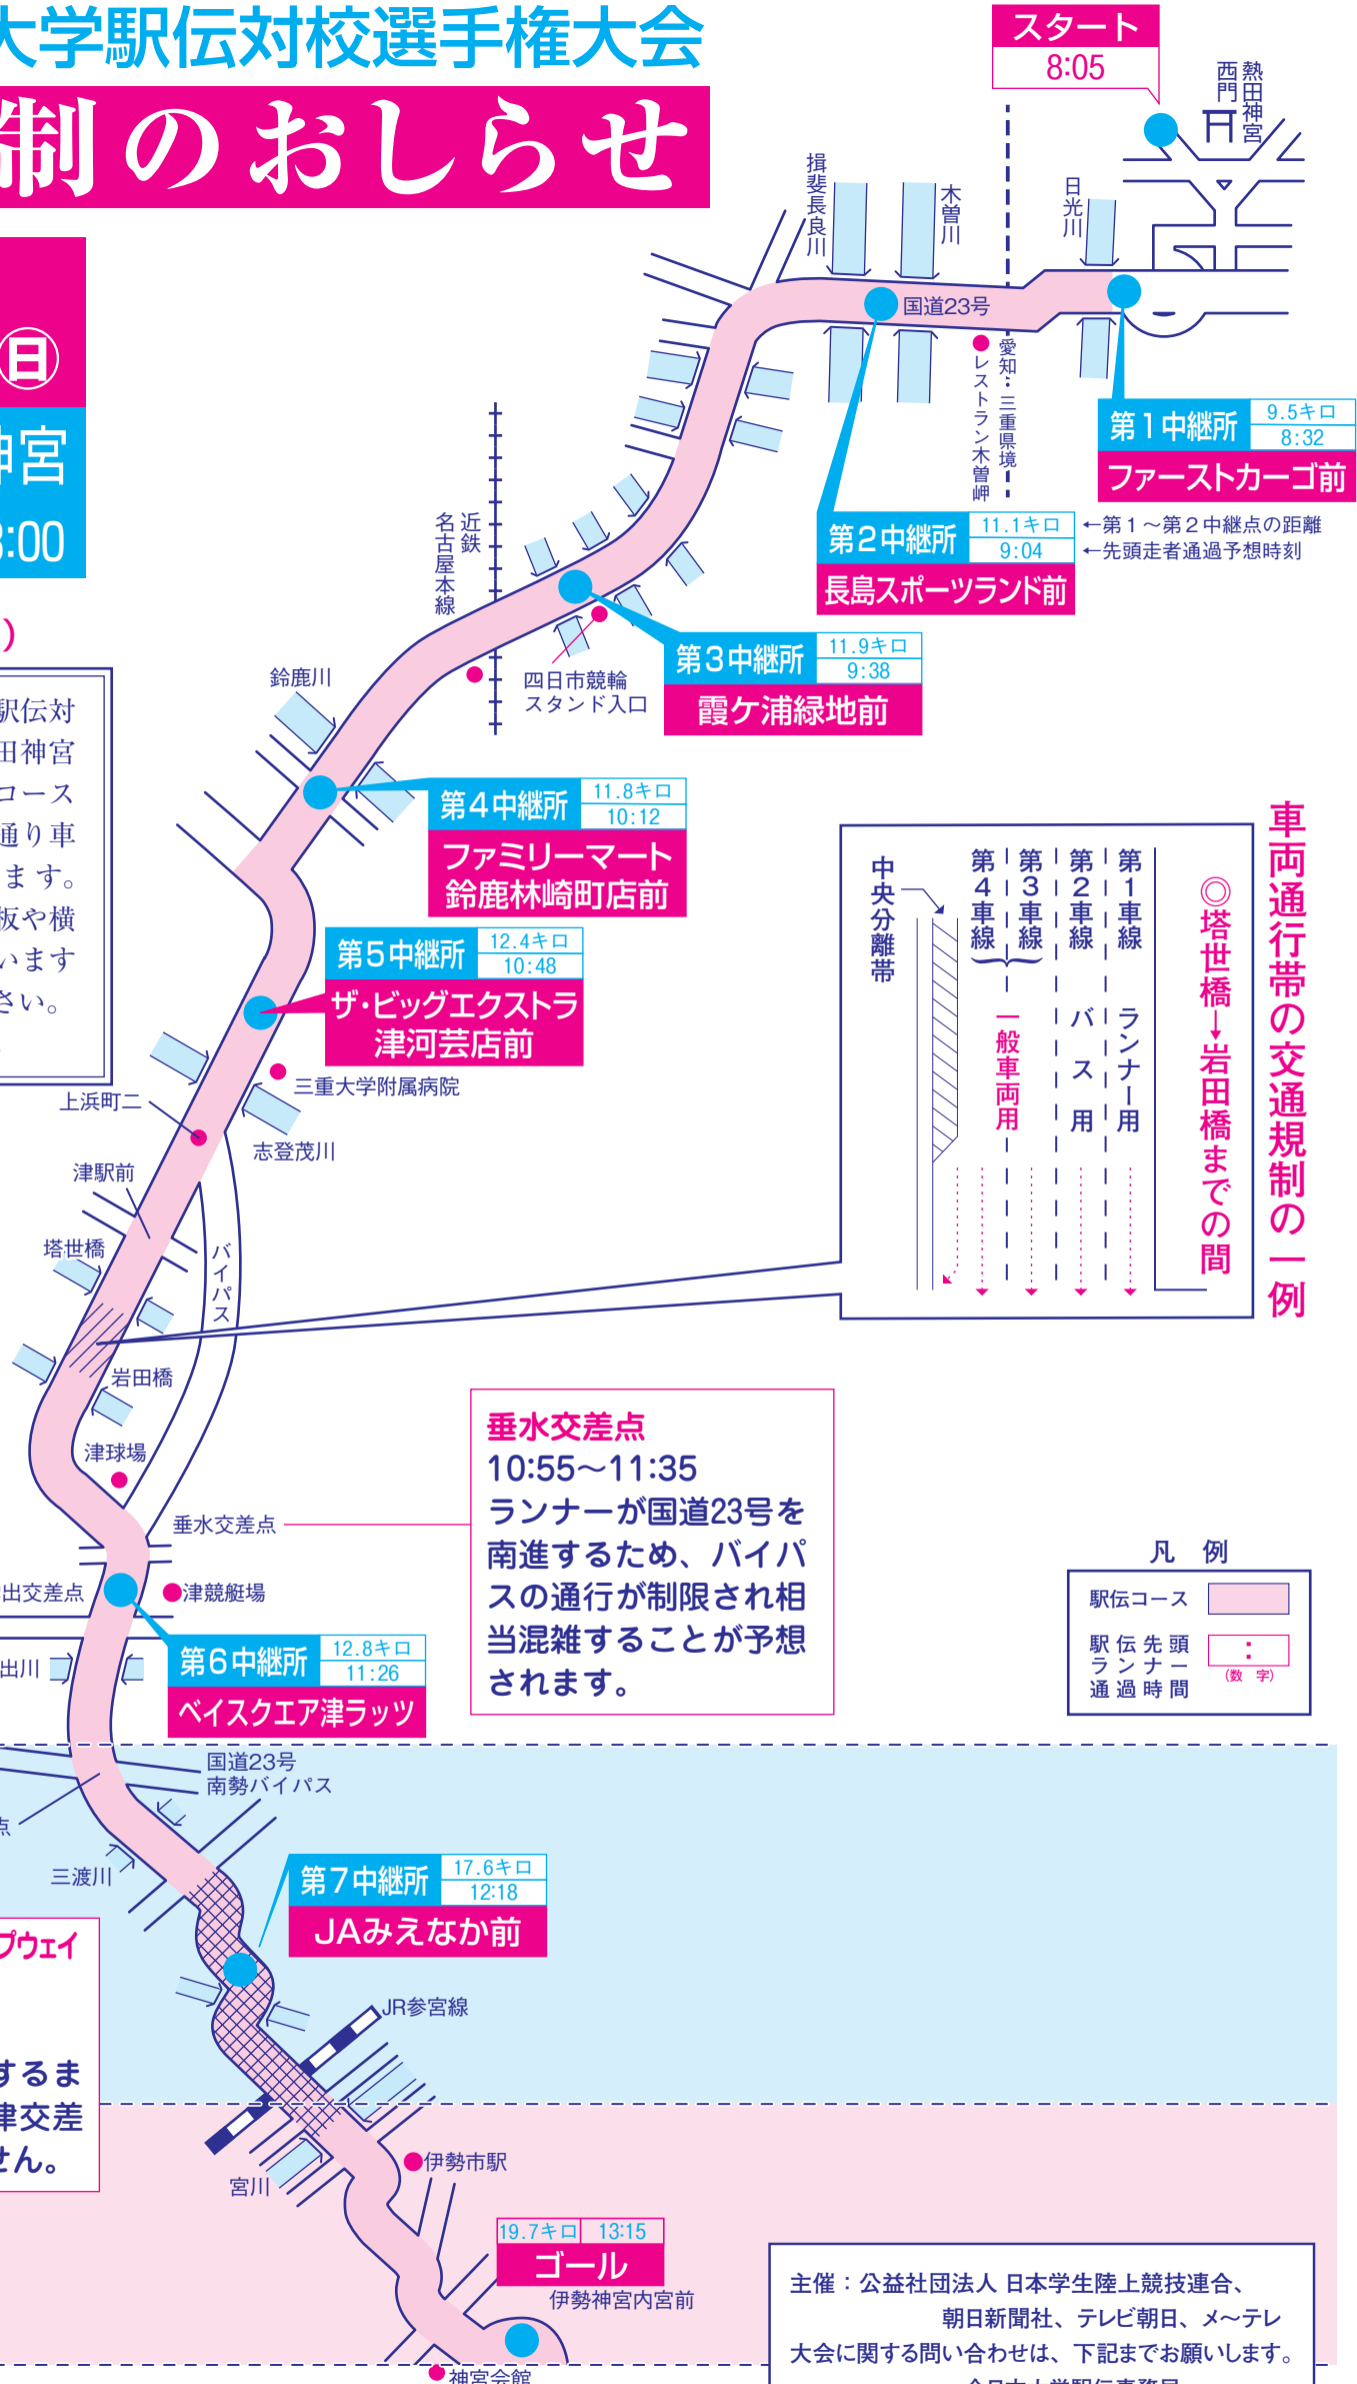 大学駅伝対校選手権大会
制のおしらせ
日
神宮
:00
)
駅伝対
田神宮
コース
通り車
ます。
板や横
います
さい。
スタート
8:05
熱田神宮
西門
日光川
木曽川
揖斐長良川
国道23号
愛知・三重県境
レストラン木曽岬
第1中継所
9.5キロ
8:32
ファーストカーゴ前
第2中継所
11.1キロ
9:04
長島スポーツランド前
←第1～第2中継点の距離
←先頭走者通過予想時刻
近鉄
名古屋本線
第3中継所
11.9キロ
9:38
霞ケ浦緑地前
四日市競輪
スタンド入口
鈴鹿川
第4中継所
11.8キロ
10:12
ファミリーマート
鈴鹿林崎町店前
第5中継所
12.4キロ
10:48
ザ・ビッグエクストラ
津河芸店前
三重大学附属病院
上浜町二
志登茂川
津駅前
塔世橋
バイパス
岩田橋
津球場
車両通行帯の交通規制の一例
◎塔世橋→岩田橋までの間
第1車線 ランナー用
第2車線 バス用
第3車線
第4車線
一般車両用
中央分離帯
垂水交差点
垂水交差点
10:55～11:35
ランナーが国道23号を
南進するため、バイパ
スの通行が制限され相
当混雑することが予想
されます。
出交差点
津競艇場
出川
第6中継所
12.8キロ
11:26
ベイスクエア津ラッツ
凡 例
駅伝コース
駅伝先頭
ランナー
通過時間
:
(数 字)
国道23号
南勢バイパス
点
三渡川
第7中継所
17.6キロ
12:18
JAみえなか前
プウェイ
するま
津交差
せん。
JR参宮線
宮川
伊勢市駅
19.7キロ
13:15
ゴール
伊勢神宮内宮前
神宮会館
主催：公益社団法人 日本学生陸上競技連合、
朝日新聞社、テレビ朝日、メ～テレ
大会に関する問い合わせは、下記までお願いします。